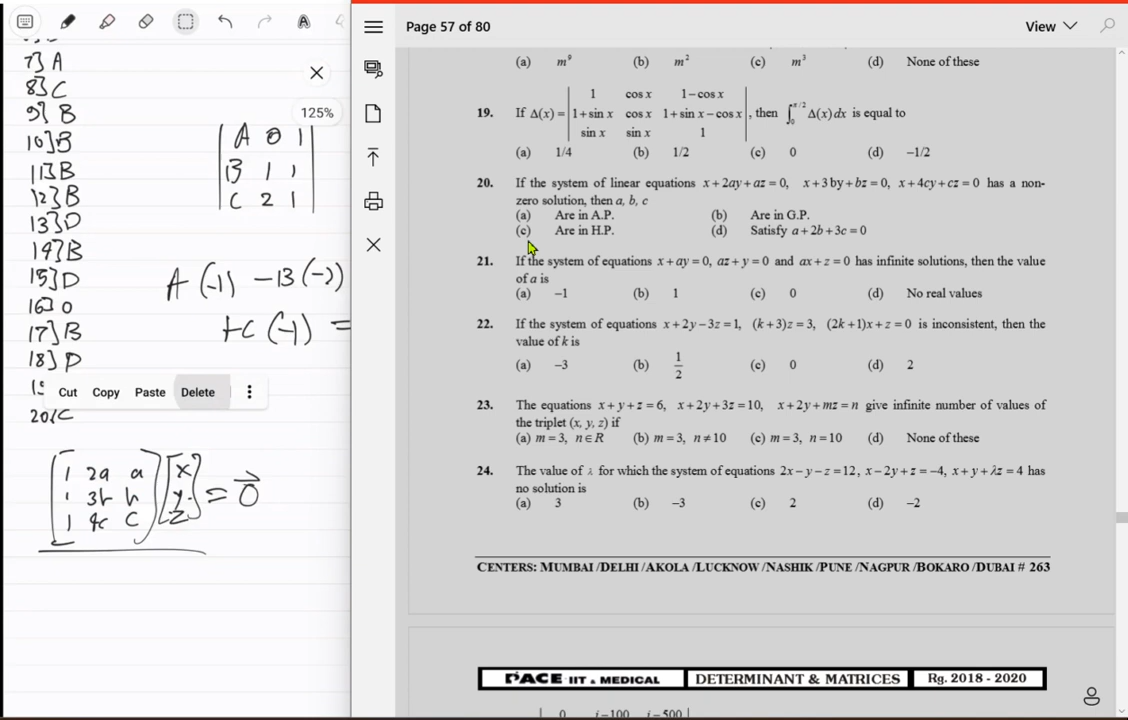 7} A
8} C
9} B
10} B
11} B
12} B
13} D
14} B
15} D
16} 0
17} B
18} D
20} C
125%
A 0 1
B 1 1
C 2 1
A (-1) - B (-2)
+C (-1) =
Cut Copy Paste Delete
[1 2a a] [x]
[1 3b b] [y] = 0
[1 4c c] [z]
Page 57 of 80
View
(a) m⁹ (b) m² (c) m³ (d) None of these
19. If Δ(x) = | 1 cos x 1−cos x |
| 1+sin x cos x 1+sin x−cos x | , then ∫₀^(π/2) Δ(x)dx is equal to
| sin x sin x 1 |
(a) 1/4 (b) 1/2 (c) 0 (d) −1/2
20. If the system of linear equations x+2ay+az=0, x+3by+bz=0, x+4cy+cz=0 has a non-
zero solution, then a, b, c
(a) Are in A.P. (b) Are in G.P.
(c) Are in H.P. (d) Satisfy a+2b+3c=0
21. If the system of equations x+ay=0, az+y=0 and ax+z=0 has infinite solutions, then the value
of a is
(a) −1 (b) 1 (c) 0 (d) No real values
22. If the system of equations x+2y−3z=1, (k+3)z=3, (2k+1)x+z=0 is inconsistent, then the
value of k is
(a) −3 (b) 1/2 (c) 0 (d) 2
23. The equations x+y+z=6, x+2y+3z=10, x+2y+mz=n give infinite number of values of
the triplet (x, y, z) if
(a) m=3, n∈R (b) m=3, n≠10 (c) m=3, n=10 (d) None of these
24. The value of λ for which the system of equations 2x−y−z=12, x−2y+z=−4, x+y+λz=4 has
no solution is
(a) 3 (b) −3 (c) 2 (d) −2
CENTERS: MUMBAI /DELHI /AKOLA /LUCKNOW /NASHIK /PUNE /NAGPUR /BOKARO /DUBAI # 263
PACE IIT & MEDICAL DETERMINANT & MATRICES Rg. 2018 - 2020
0 i−100 i−500